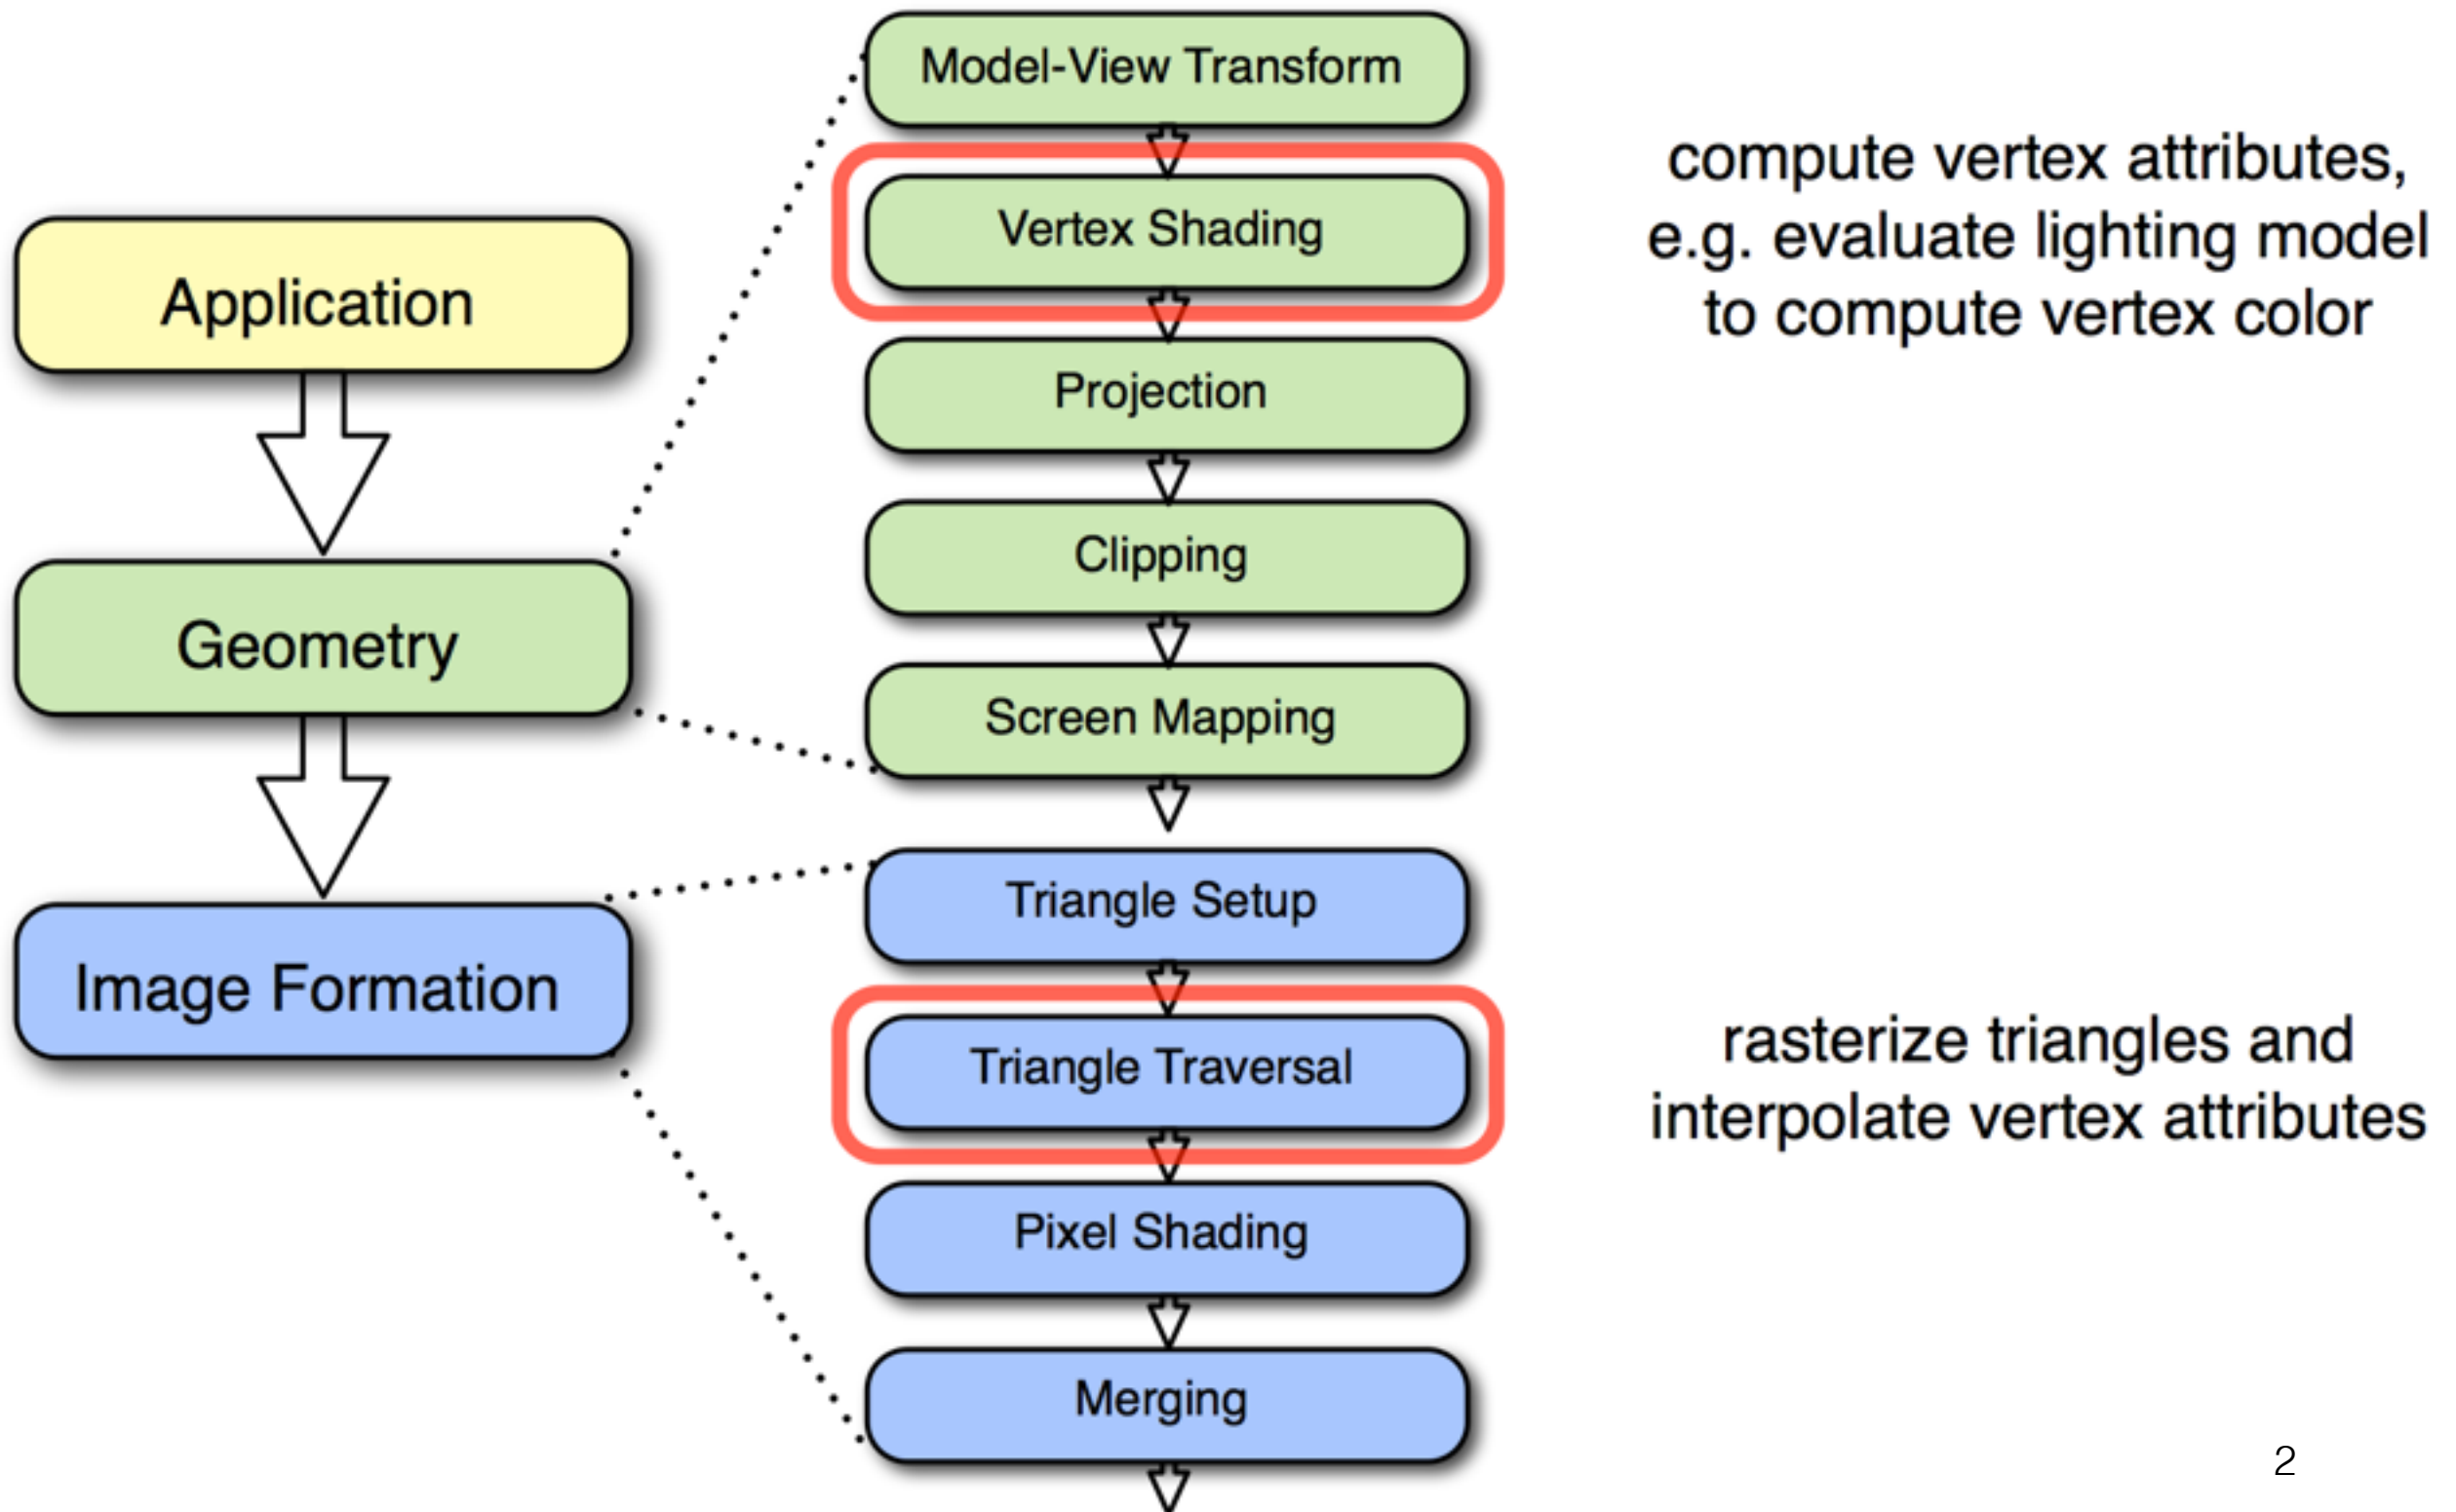 Application
Geometry
Image Formation
Model-View Transform
Vertex Shading
Projection
Clipping
Screen Mapping
Triangle Setup
Triangle Traversal
Pixel Shading
Merging
compute vertex attributes,
e.g. evaluate lighting model
to compute vertex color
rasterize triangles and
interpolate vertex attributes
2